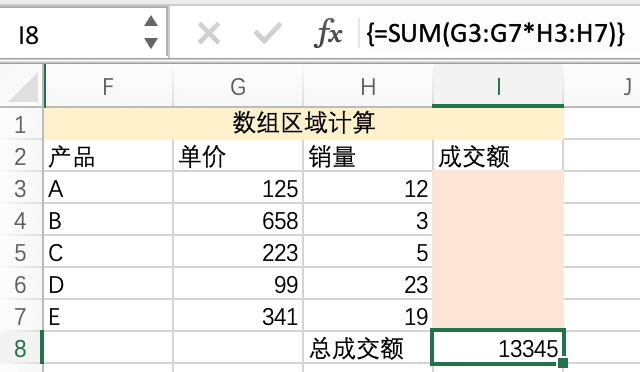 I8 fx {=SUM(G3:G7*H3:H7)}
F G H I J
1 数组区域计算
2 产品 单价 销量 成交额
3 A 125 12
4 B 658 3
5 C 223 5
6 D 99 23
7 E 341 19
8 总成交额 13345